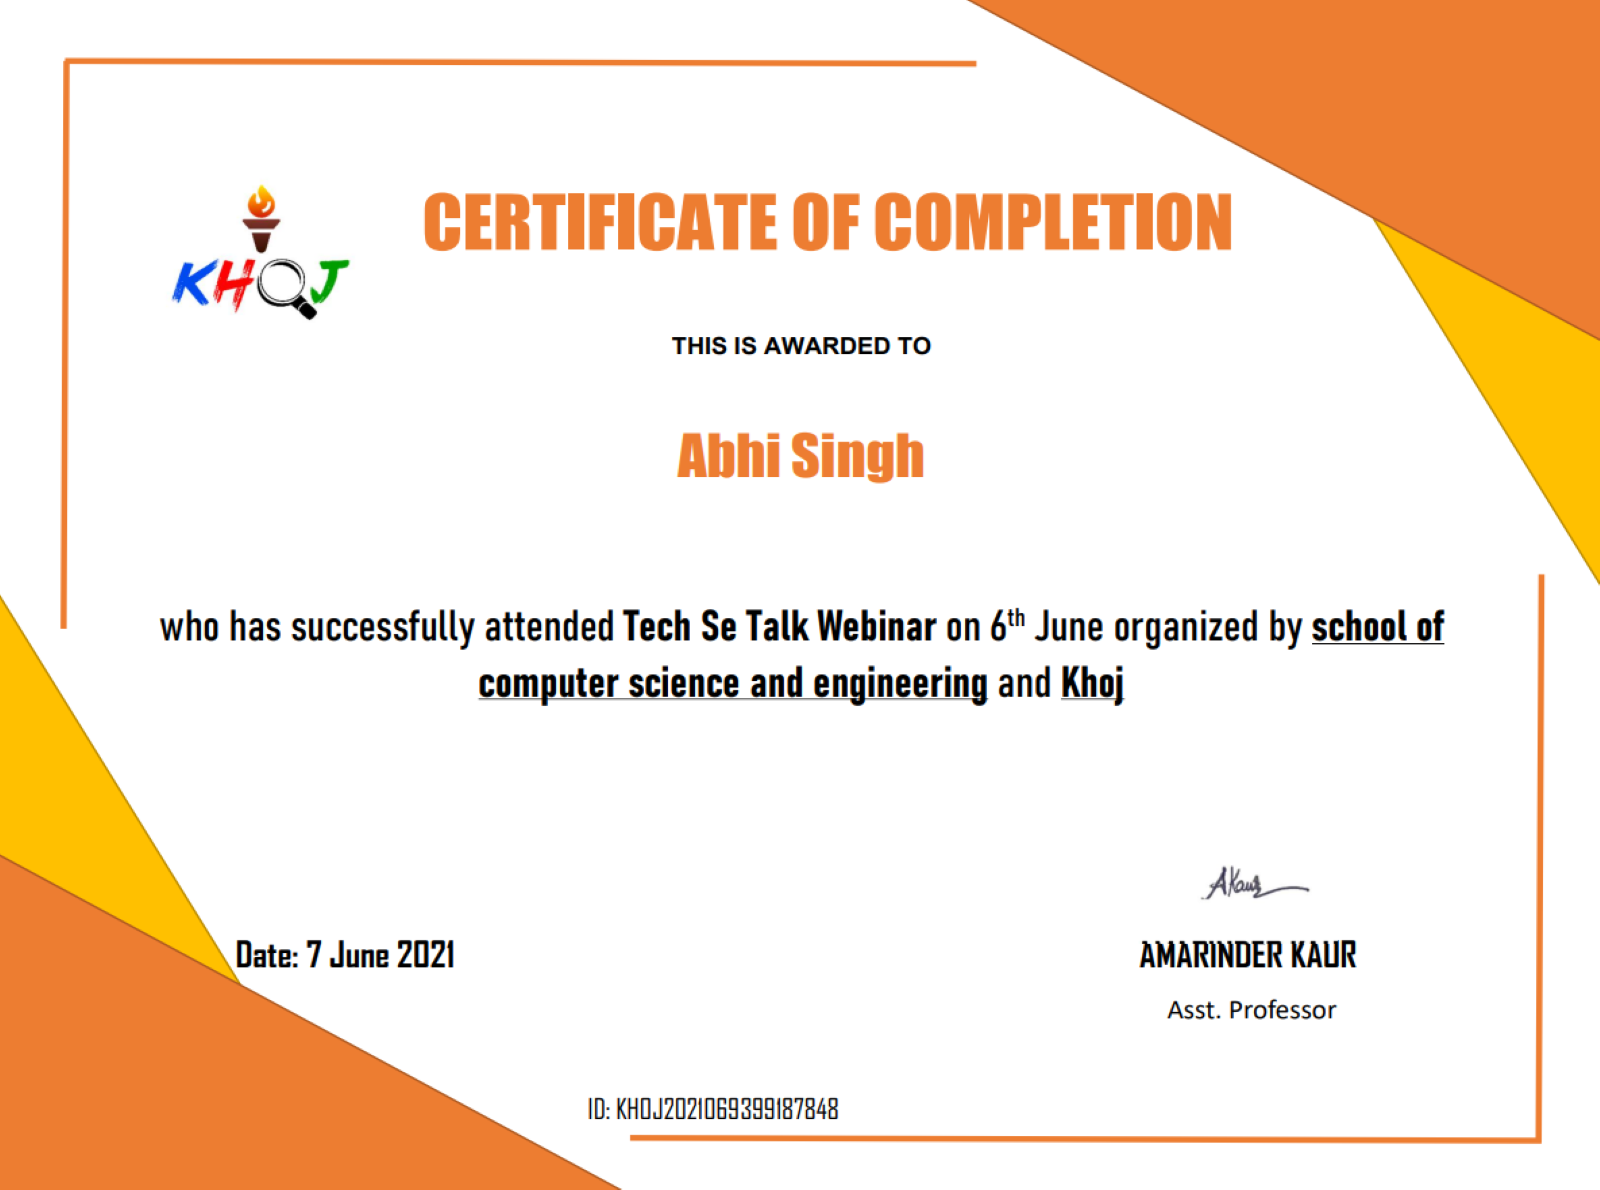 CERTIFICATE OF COMPLETION
KHOJ
THIS IS AWARDED TO
Abhi Singh
who has successfully attended Tech Se Talk Webinar on 6th June organized by school of
computer science and engineering and Khoj
AKaur
Date: 7 June 2021
AMARINDER KAUR
Asst. Professor
ID: KHOJ2021069399187848